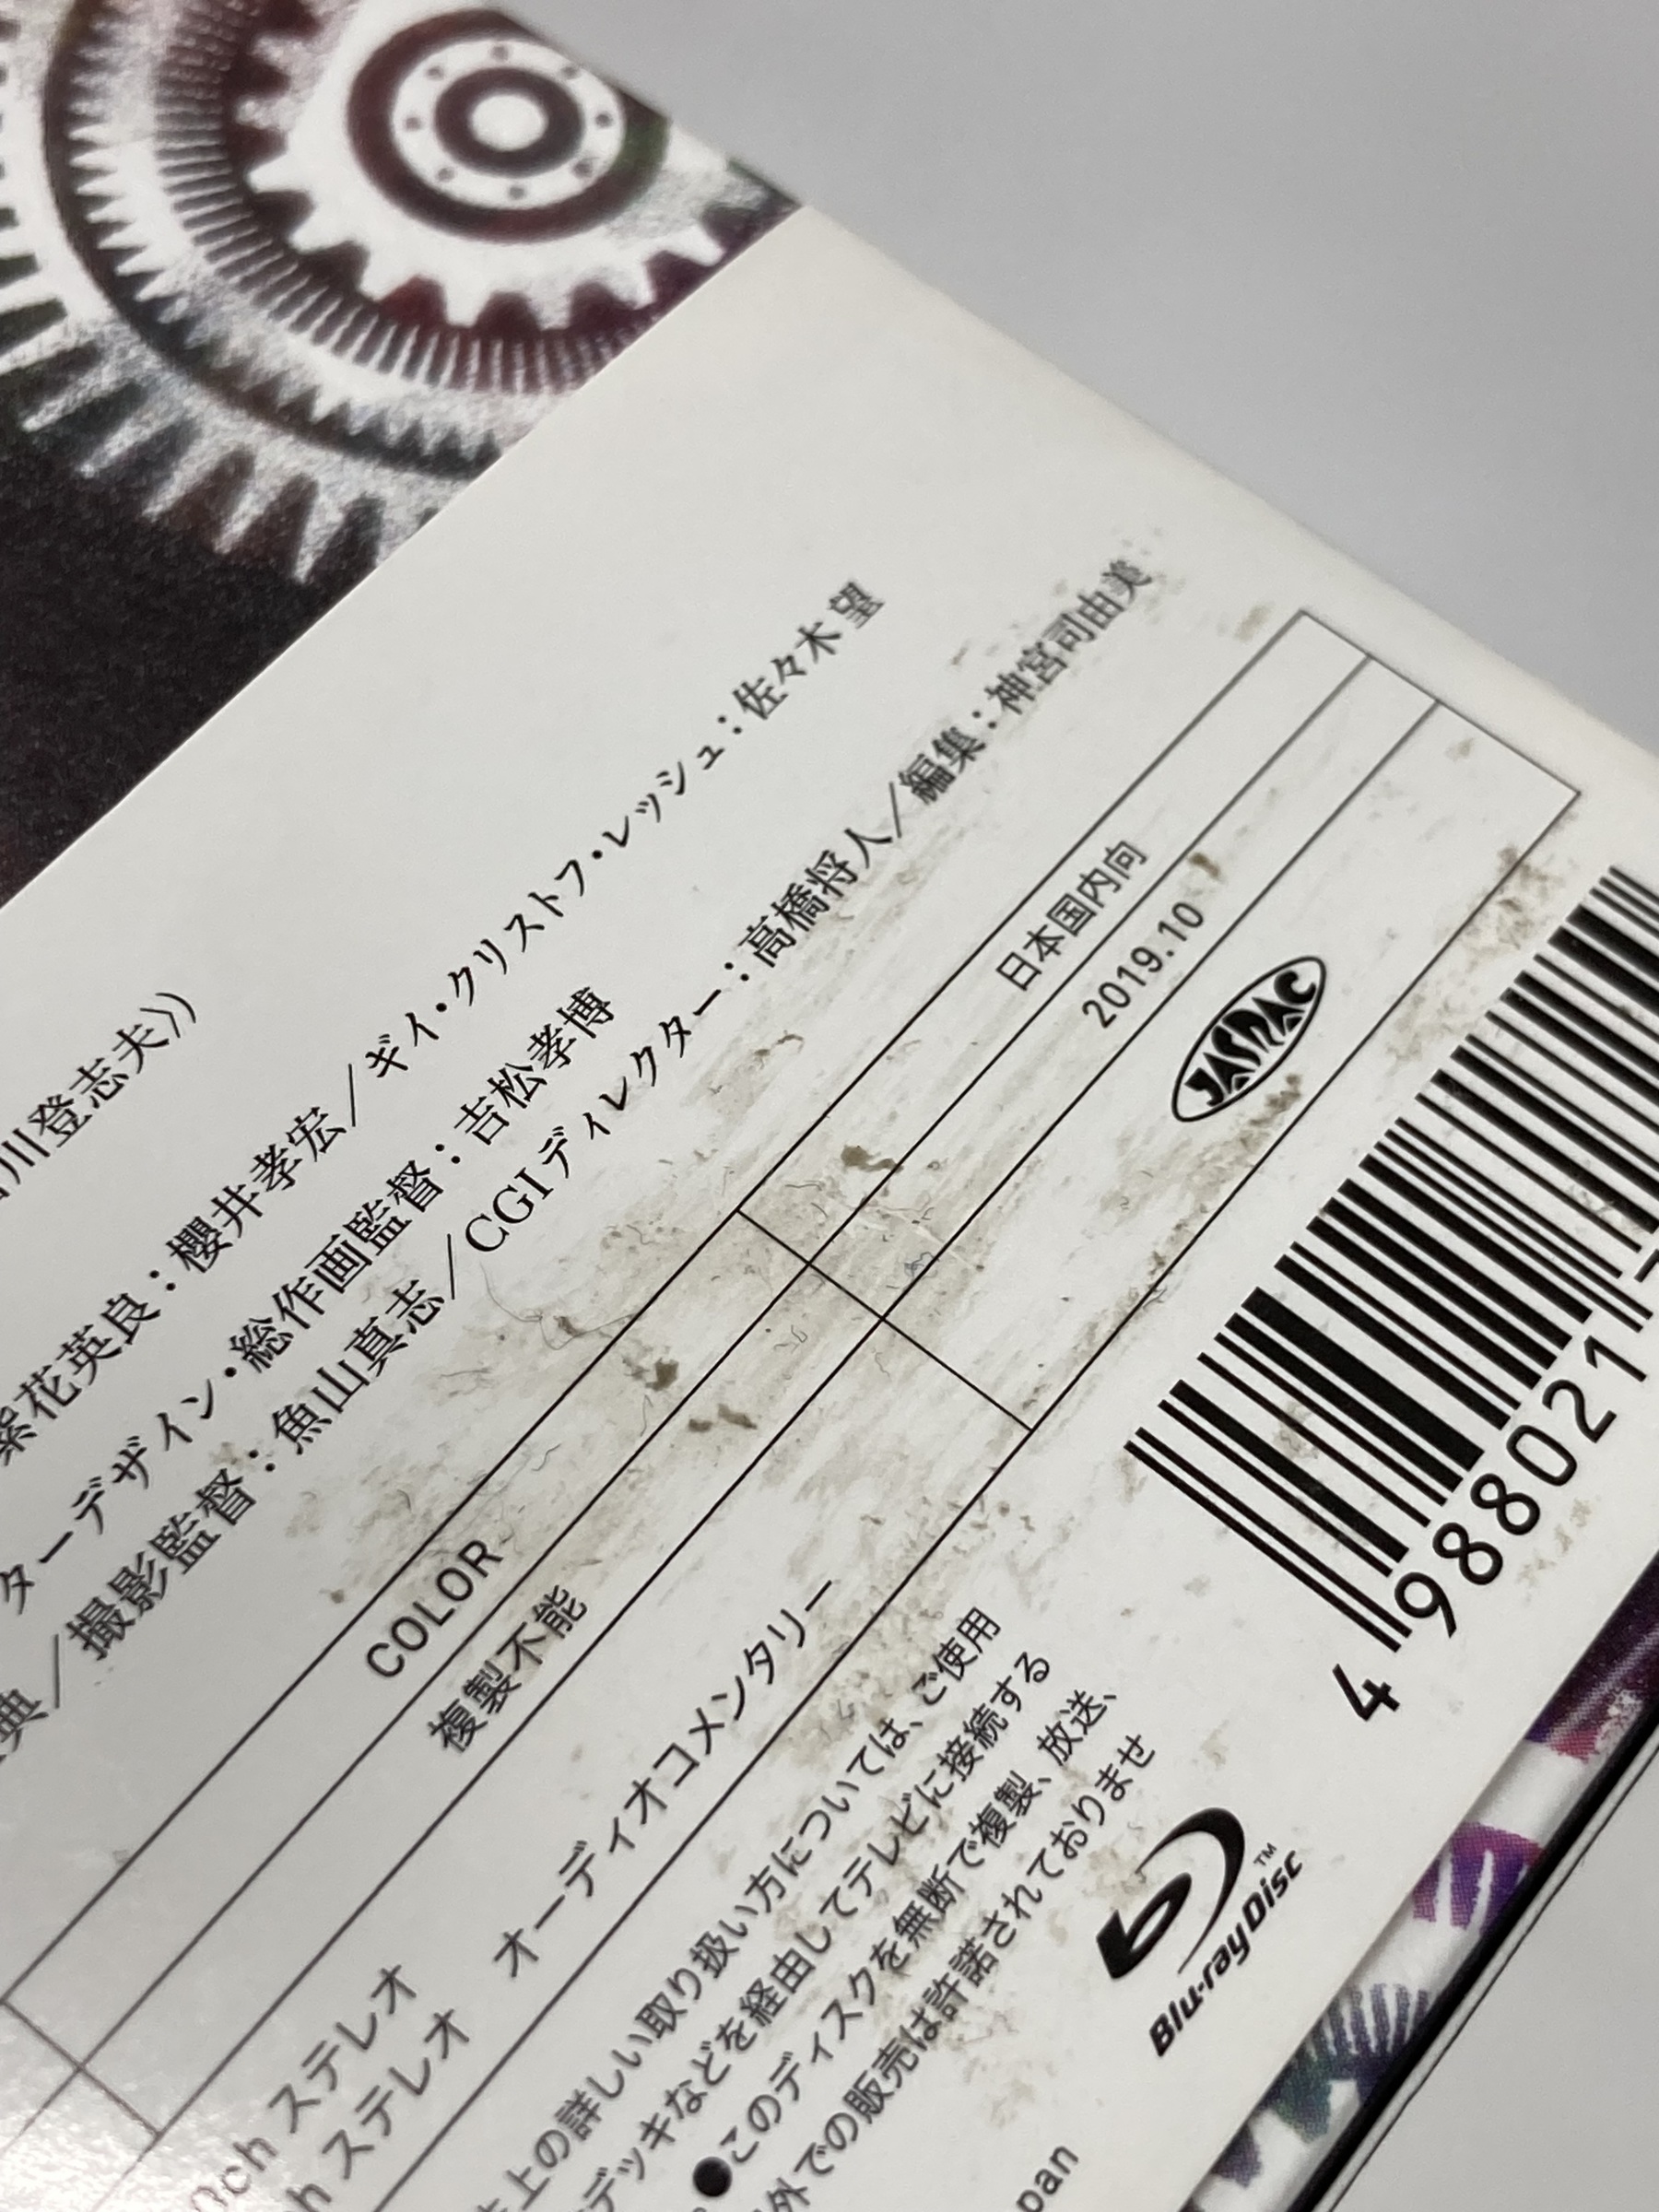 川登志夫》
紫花英良：櫻井孝宏／ギイ・クリストフ・レッシュ：佐々木 望
ターデザイン・総作画監督：吉松孝博
典／撮影監督：魚山真志／CGIディレクター：高橋将人／編集：神宮司由美
COLOR
日本国内向
複製不能
2019.10
オーディオコメンタリー
JASRAC
ch ステレオ
ch ステレオ
上の詳しい取り扱い方については、ご使用
デッキなどを経由してテレビに接続する
●このディスクを無断で複製、放送、
外での販売は許諾されておりませ
pan
Blu-ray Disc™
4 988021